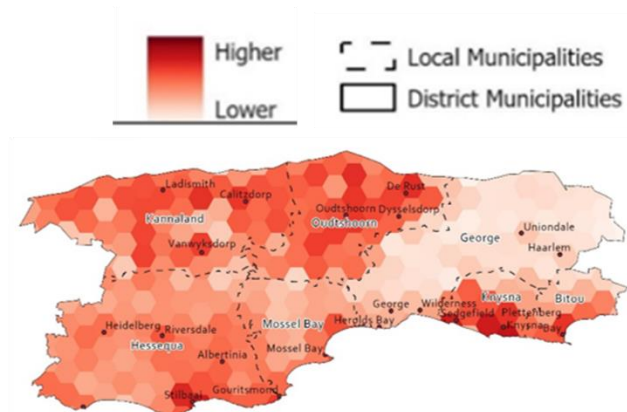 Higher
Lower
Local Municipalities
District Municipalities
Ladismith
Calitzdorp
Kannaland
Vanwyksdorp
De Rust
Oudtshoorn
Dysselsdorp
Oudtshoorn
Uniondale
George
Haarlem
George
Wilderness
Knysna
Bitou
Sedgefield
Plettenberg
Knysna
Bay
Herolds Bay
Mossel Bay
Mossel Bay
Heidelberg
Riversdale
Hessequa
Albertinia
Stilbaai
Gouritsmond